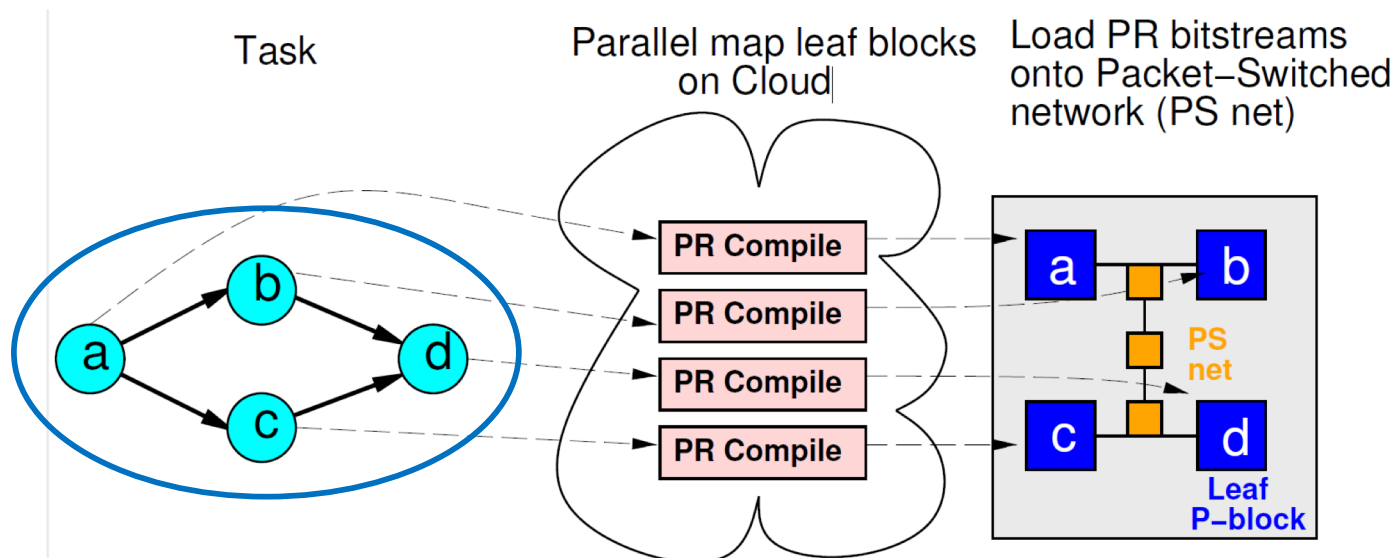 Task
Parallel map leaf blocks
on Cloud
Load PR bitstreams
onto Packet–Switched
network (PS net)
a
b
c
d
PR Compile
PR Compile
PR Compile
PR Compile
a
b
PS
net
c
d
Leaf
P–block